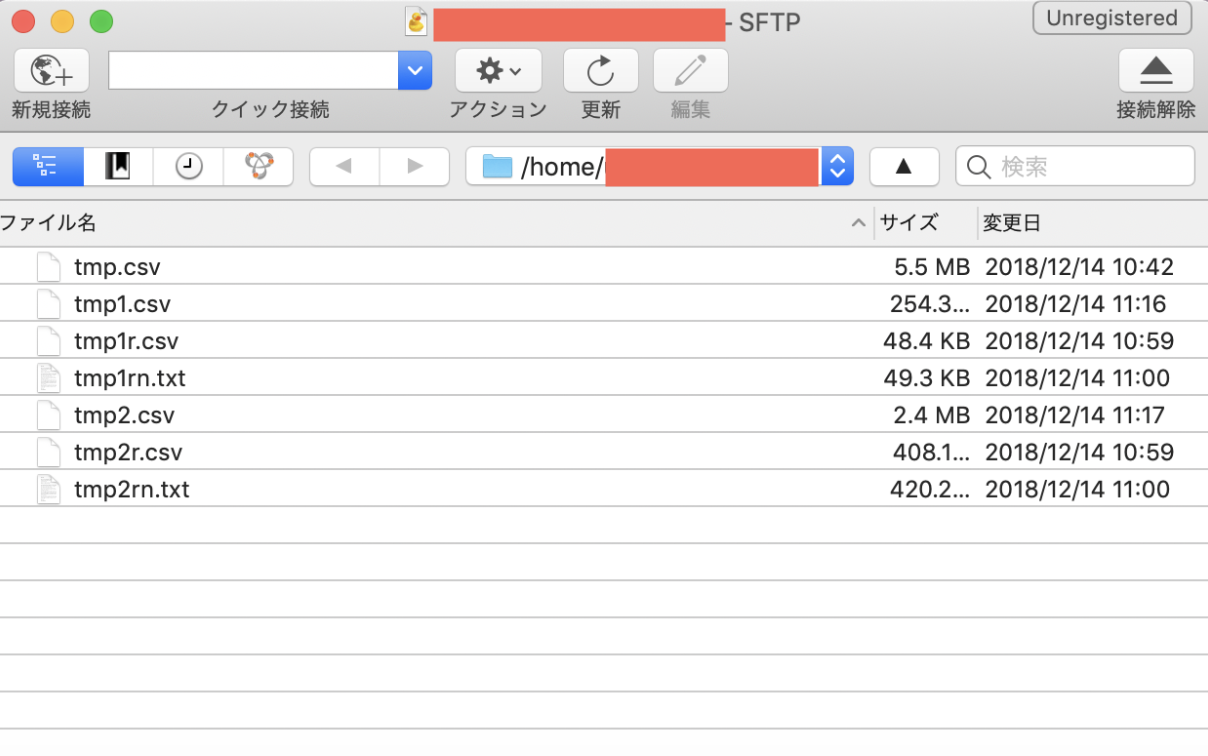 - SFTP
Unregistered
新規接続 クイック接続 アクション 更新 編集 接続解除
/home/
検索
ファイル名 サイズ 変更日
tmp.csv 5.5 MB 2018/12/14 10:42
tmp1.csv 254.3... 2018/12/14 11:16
tmp1r.csv 48.4 KB 2018/12/14 10:59
tmp1rn.txt 49.3 KB 2018/12/14 11:00
tmp2.csv 2.4 MB 2018/12/14 11:17
tmp2r.csv 408.1... 2018/12/14 10:59
tmp2rn.txt 420.2... 2018/12/14 11:00